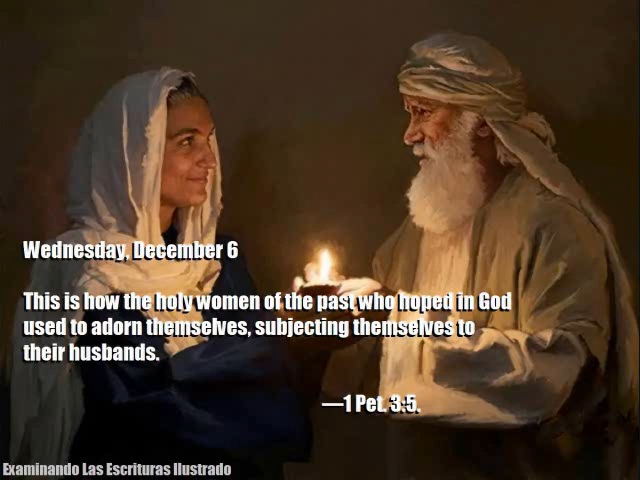 Wednesday, December 6
This is how the holy women of the past who hoped in God
used to adorn themselves, subjecting themselves to
their husbands.
—1 Pet. 3:5.
Examinando Las Escrituras Ilustrado